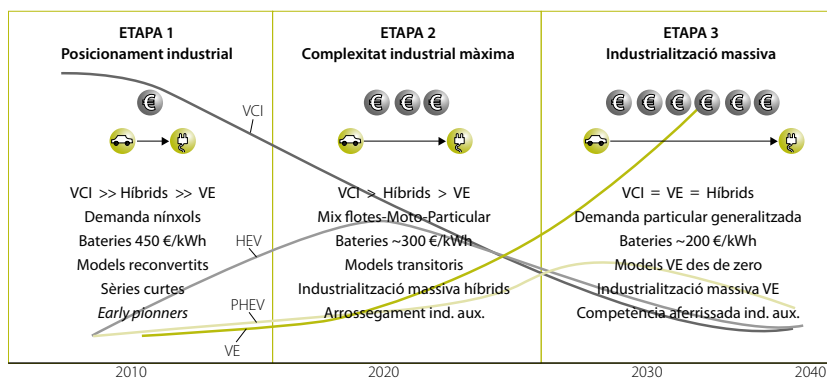 ETAPA 1
Posicionament industrial
VCI
VCI >> Híbrids >> VE
Demanda nínxols
Bateries 450 €/kWh
HEV
Models reconvertits
Sèries curtes
PHEV
Early pionners
VE
ETAPA 2
Complexitat industrial màxima
VCI > Híbrids > VE
Mix flotes-Moto-Particular
Bateries ~300 €/kWh
Models transitoris
Industrialització massiva híbrids
Arrossegament ind. aux.
ETAPA 3
Industrialització massiva
VCI = VE = Híbrids
Demanda particular generalitzada
Bateries ~200 €/kWh
Models VE des de zero
Industrialització massiva VE
Competència aferrissada ind. aux.
2010
2020
2030
2040